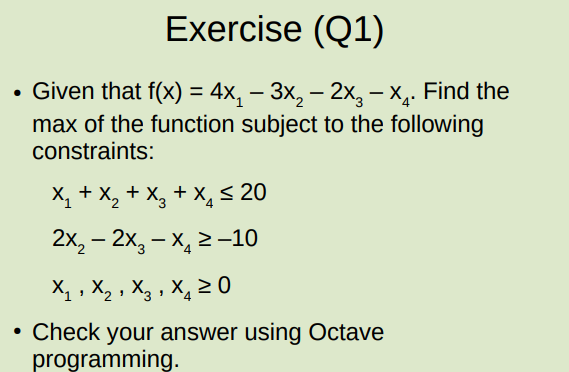 Exercise (Q1)
• Given that f(x) = 4x₁ – 3x₂ – 2x₃ – x₄. Find the
max of the function subject to the following
constraints:
x₁ + x₂ + x₃ + x₄ ≤ 20
2x₂ – 2x₃ – x₄ ≥ –10
x₁ , x₂ , x₃ , x₄ ≥ 0
• Check your answer using Octave
programming.